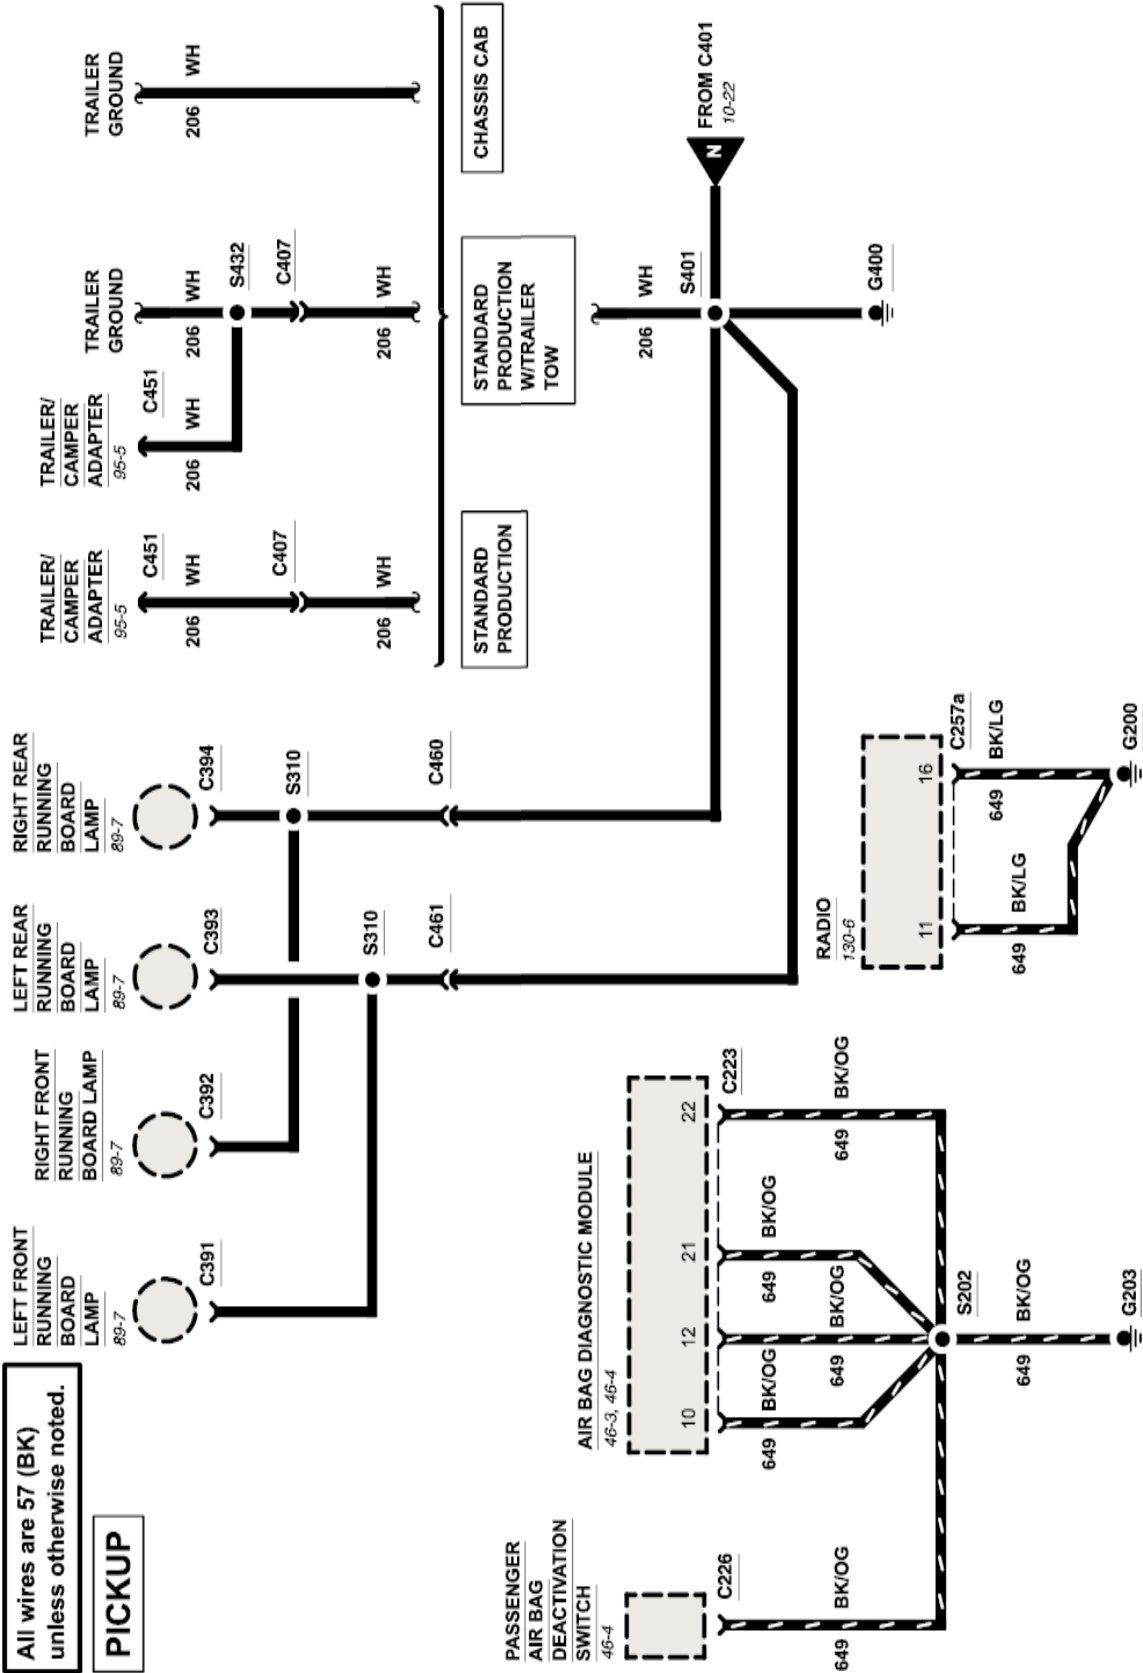 All wires are 57 (BK)
unless otherwise noted.
PICKUP
LEFT FRONT
RUNNING
BOARD
LAMP
89-7
C391
RIGHT FRONT
RUNNING
BOARD LAMP
89-7
C392
LEFT REAR
RUNNING
BOARD
LAMP
89-7
C393
S310
C461
RIGHT REAR
RUNNING
BOARD
LAMP
89-7
C394
S310
C460
TRAILER/
CAMPER
ADAPTER
95-5
C451
206
WH
C407
206
WH
STANDARD
PRODUCTION
TRAILER/
CAMPER
ADAPTER
95-5
C451
206
WH
TRAILER
GROUND
206
WH
S432
C407
206
WH
STANDARD
PRODUCTION
W/TRAILER
TOW
TRAILER
GROUND
206
WH
CHASSIS CAB
206
WH
S401
N
FROM C401
10-22
G400
PASSENGER
AIR BAG
DEACTIVATION
SWITCH
46-4
C226
649
BK/OG
AIR BAG DIAGNOSTIC MODULE
46-3, 46-4
10
12
21
22
C223
649
BK/OG
649
BK/OG
649
BK/OG
649
BK/OG
S202
649
BK/OG
G203
RADIO
130-6
11
16
C257a
649
BK/LG
649
BK/LG
G200